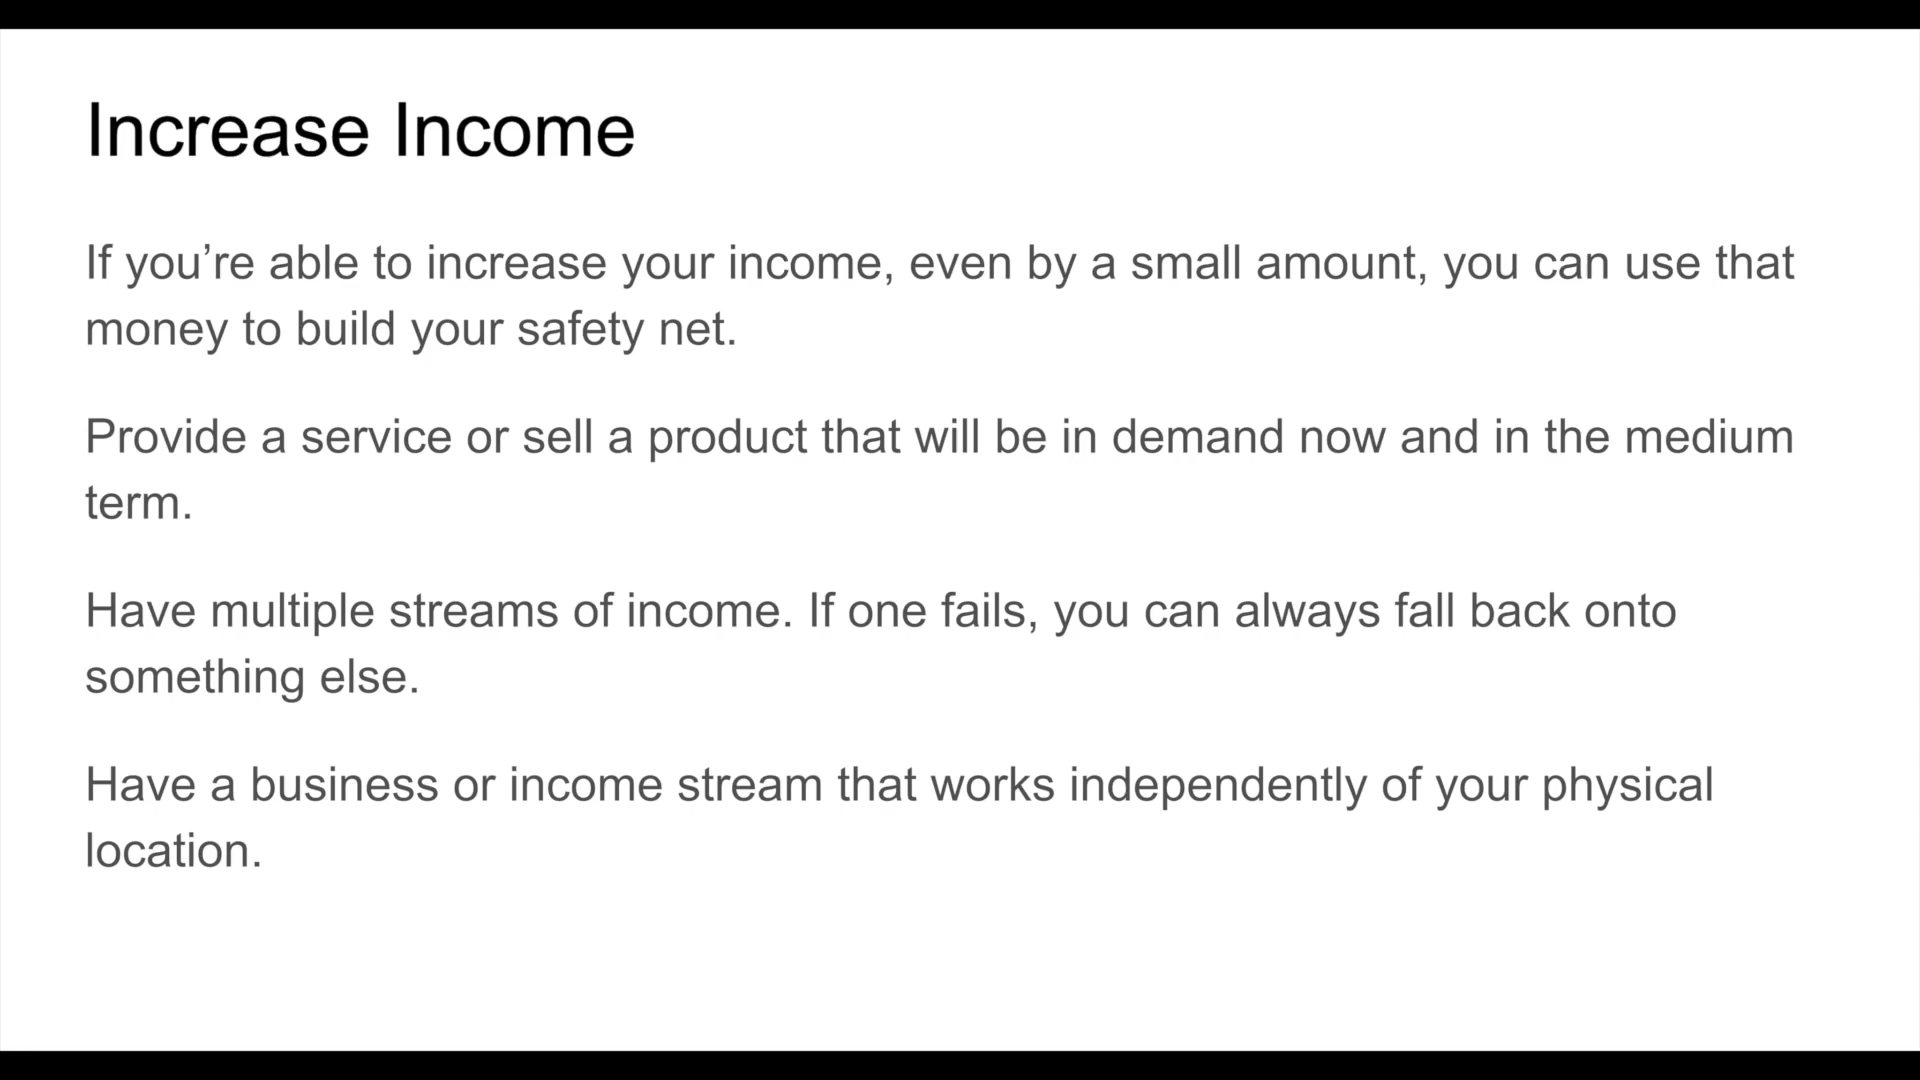 Increase Income
If you’re able to increase your income, even by a small amount, you can use that
money to build your safety net.
Provide a service or sell a product that will be in demand now and in the medium
term.
Have multiple streams of income. If one fails, you can always fall back onto
something else.
Have a business or income stream that works independently of your physical
location.